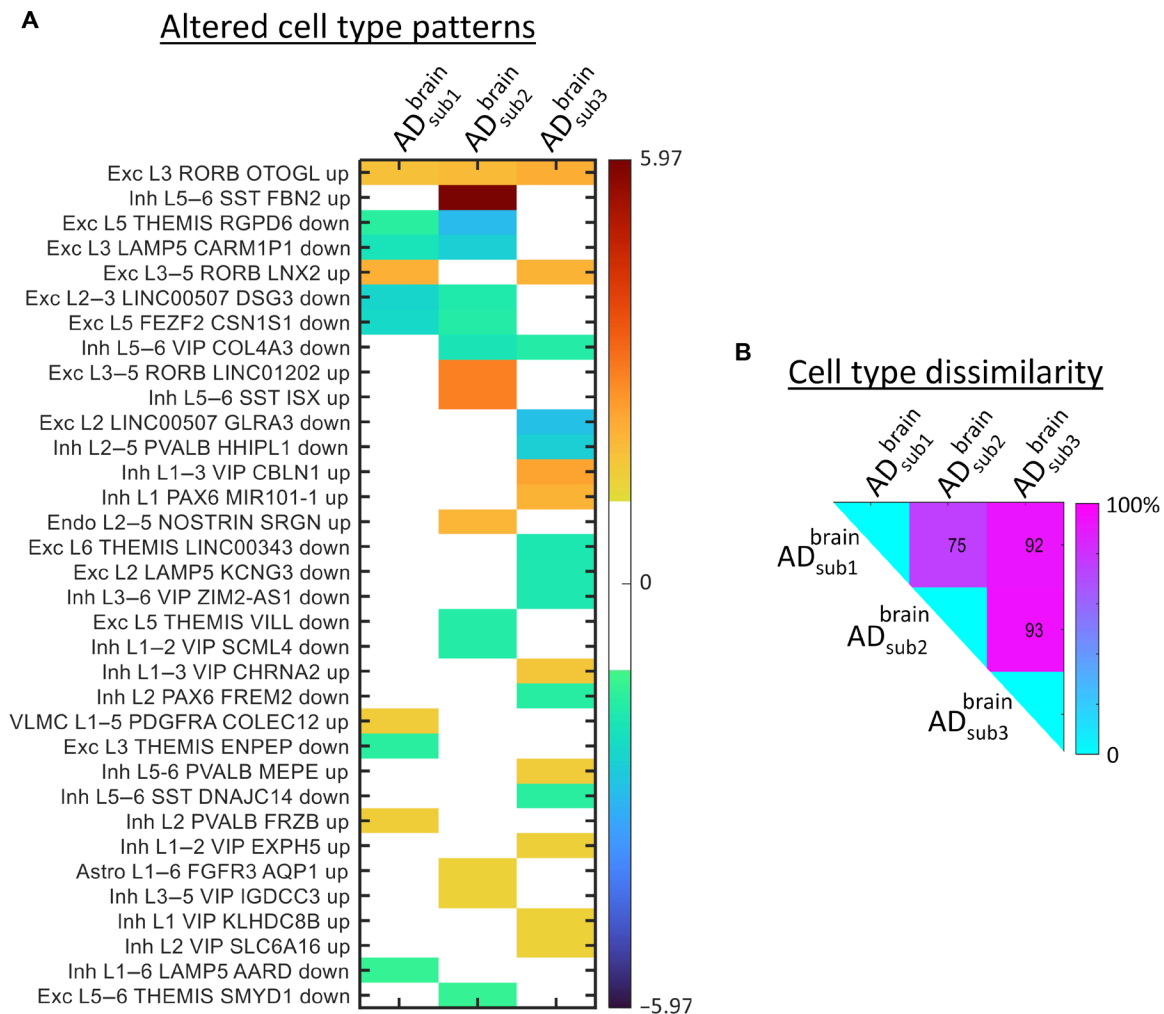 A
Altered cell type patterns
AD brain sub1
AD brain sub2
AD brain sub3
5.97
0
−5.97
Exc L3 RORB OTOGL up
Inh L5–6 SST FBN2 up
Exc L5 THEMIS RGPD6 down
Exc L3 LAMP5 CARM1P1 down
Exc L3–5 RORB LNX2 up
Exc L2–3 LINC00507 DSG3 down
Exc L5 FEZF2 CSN1S1 down
Inh L5–6 VIP COL4A3 down
Exc L3–5 RORB LINC01202 up
Inh L5–6 SST ISX up
Exc L2 LINC00507 GLRA3 down
Inh L2–5 PVALB HHIPL1 down
Inh L1–3 VIP CBLN1 up
Inh L1 PAX6 MIR101-1 up
Endo L2–5 NOSTRIN SRGN up
Exc L6 THEMIS LINC00343 down
Exc L2 LAMP5 KCNG3 down
Inh L3–6 VIP ZIM2-AS1 down
Exc L5 THEMIS VILL down
Inh L1–2 VIP SCML4 down
Inh L1–3 VIP CHRNA2 up
Inh L2 PAX6 FREM2 down
VLMC L1–5 PDGFRA COLEC12 up
Exc L3 THEMIS ENPEP down
Inh L5-6 PVALB MEPE up
Inh L5–6 SST DNAJC14 down
Inh L2 PVALB FRZB up
Inh L1–2 VIP EXPH5 up
Astro L1–6 FGFR3 AQP1 up
Inh L3–5 VIP IGDCC3 up
Inh L1 VIP KLHDC8B up
Inh L2 VIP SLC6A16 up
Inh L1–6 LAMP5 AARD down
Exc L5–6 THEMIS SMYD1 down
B
Cell type dissimilarity
AD brain sub1
AD brain sub2
AD brain sub3
100%
AD brain sub1
75
92
AD brain sub2
93
AD brain sub3
0